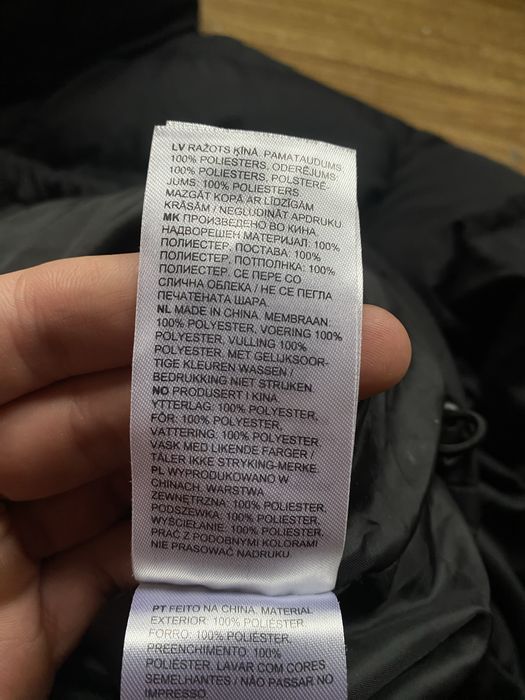 LV RAŽOTS ĶĪNĀ. PAMATAUDUMS:
100% POLIESTERS, ODERĒJUMS:
100% POLIESTERS, POLSTERĒ-
JUMS: 100% POLIESTERS
MAZGĀT KOPĀ AR LĪDZĪGĀM
KRĀSĀM / NEGLUDINĀT APDRUKU.
MK ПРОИЗВЕДЕНО ВО КИНА.
НАДВОРЕШЕН МАТЕРИЈАЛ: 100%
ПОЛИЕСТЕР, ПОСТАВА: 100%
ПОЛИЕСТЕР, ПОТПОЛНКА: 100%
ПОЛИЕСТЕР. СЕ ПЕРЕ СО
СЛИЧНА ОБЛЕКА / НЕ СЕ ПЕГЛА
ПЕЧАТЕНАТА ШАРА.
NL MADE IN CHINA. MEMBRAAN:
100% POLYESTER, VOERING 100%
POLYESTER, VULLING 100%
POLYESTER. MET GELIJKSOOR-
TIGE KLEUREN WASSEN /
BEDRUKKING NIET STRIJKEN.
NO PRODUSERT I KINA.
YTTERLAG: 100% POLYESTER,
FÔR: 100% POLYESTER,
VATTERING: 100% POLYESTER.
VASK MED LIKENDE FARGER /
TÅLER IKKE STRYKING-MERKE.
PL WYPRODUKOWANO W
CHINACH. WARSTWA
ZEWNĘTRZNA: 100% POLIESTER,
PODSZEWKA: 100% POLIESTER,
WYŚCIELANIE: 100% POLIESTER.
PRAĆ Z PODOBNYMI KOLORAMI
NIE PRASOWAĆ NADRUKU.
PT FEITO NA CHINA. MATERIAL
EXTERIOR: 100% POLIÉSTER,
FORRO: 100% POLIÉSTER,
PREENCHIMENTO: 100%
POLIÉSTER. LAVAR COM CORES
SEMELHANTES / NÃO PASSAR NO
IMPRESSO